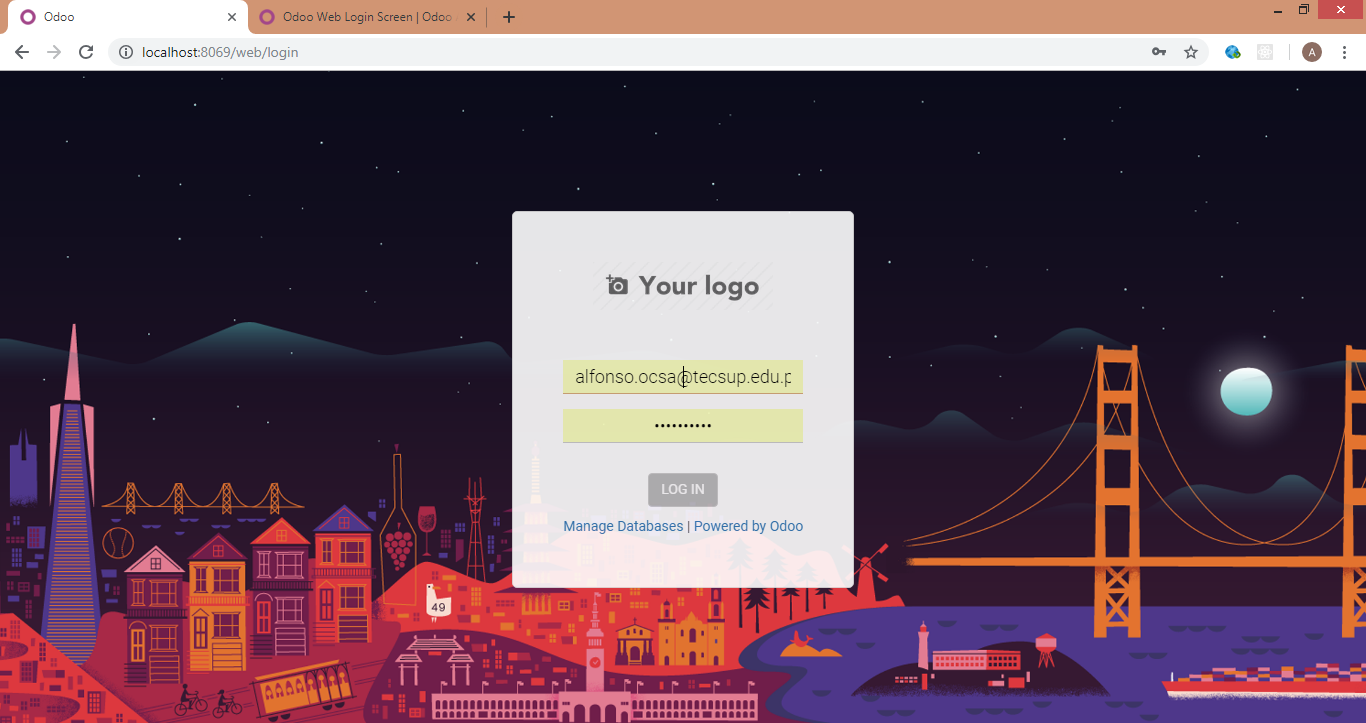 Odoo
Odoo Web Login Screen | Odoo
localhost:8069/web/login
A
Your logo
alfonso.ocsa@tecsup.edu.p
••••••••••
LOG IN
Manage Databases | Powered by Odoo
49